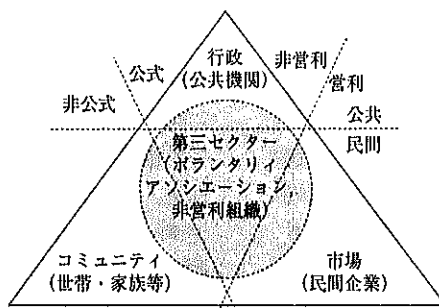 行政
(公共機関)
非営利
公式
営利
非公式
公共
民間
第三セクター
(ボランタリィ
アソシエーション,
非営利組織)
コミュニティ
(世帯・家族等)
市場
(民間企業)